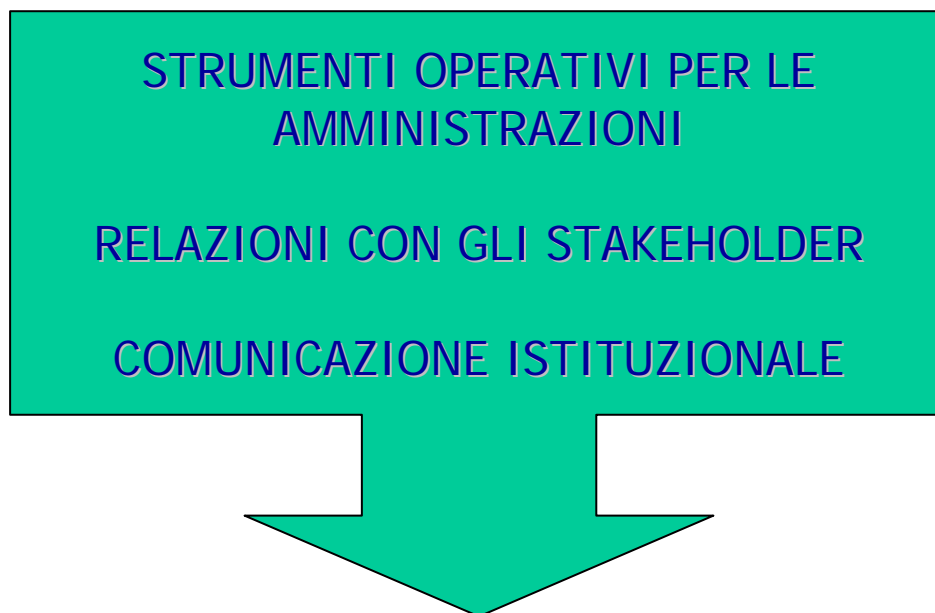 STRUMENTI OPERATIVI PER LE
AMMINISTRAZIONI
RELAZIONI CON GLI STAKEHOLDER
COMUNICAZIONE ISTITUZIONALE